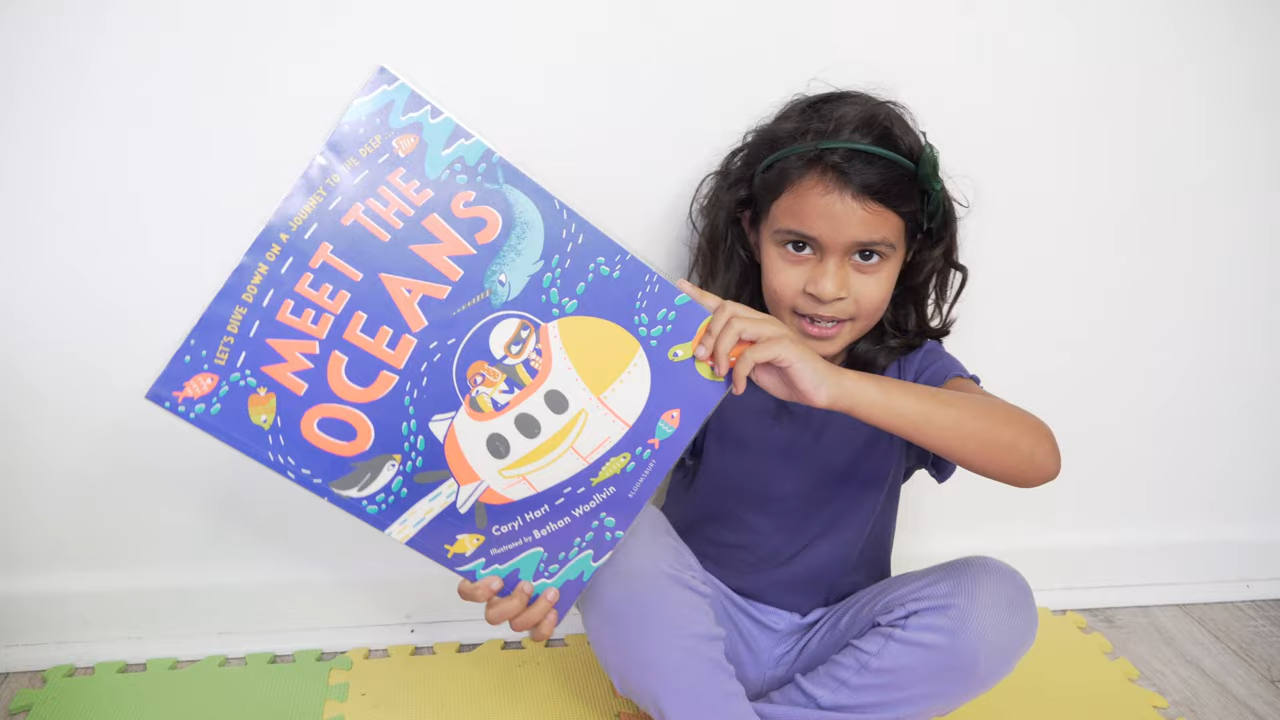 LET'S DIVE DOWN ON A JOURNEY TO THE DEEP...
MEET THE
OCEANS
Caryl Hart
Illustrated by Bethan Woollvin
BLOOMSBURY